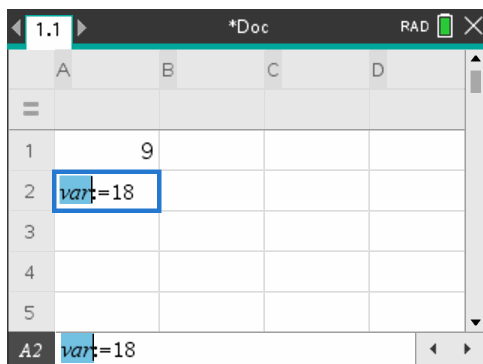 1.1 *Doc RAD
A B C D
=
1 9
2 var:=18
3
4
5
A2 var:=18